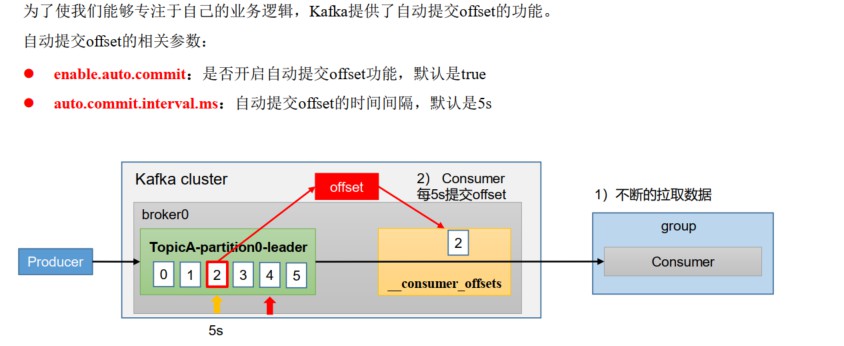 为了使我们能够专注于自己的业务逻辑，Kafka提供了自动提交offset的功能。
自动提交offset的相关参数：
● enable.auto.commit：是否开启自动提交offset功能，默认是true
● auto.commit.interval.ms：自动提交offset的时间间隔，默认是5s
Kafka cluster
offset
2） Consumer
每5s提交offset
1）不断的拉取数据
broker0
group
TopicA-partition0-leader
2
Producer
Consumer
0 1 2 3 4 5
__consumer_offsets
5s